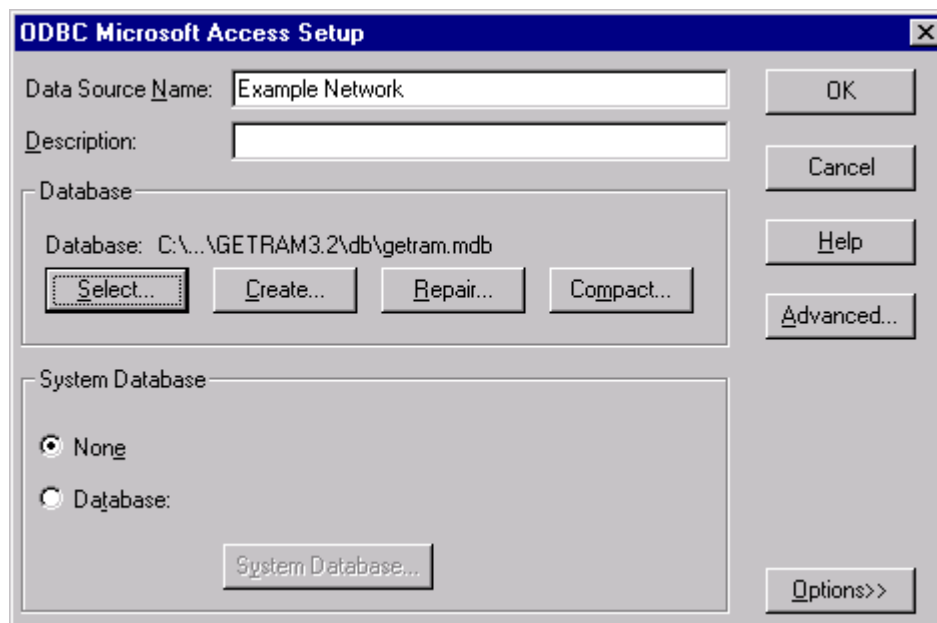 ODBC Microsoft Access Setup
Data Source Name: Example Network
OK
Description:
Cancel
Database
Database: C:\...\GETRAM3.2\db\getram.mdb
Help
Select... Create... Repair... Compact...
Advanced...
System Database
None
Database:
System Database...
Options>>